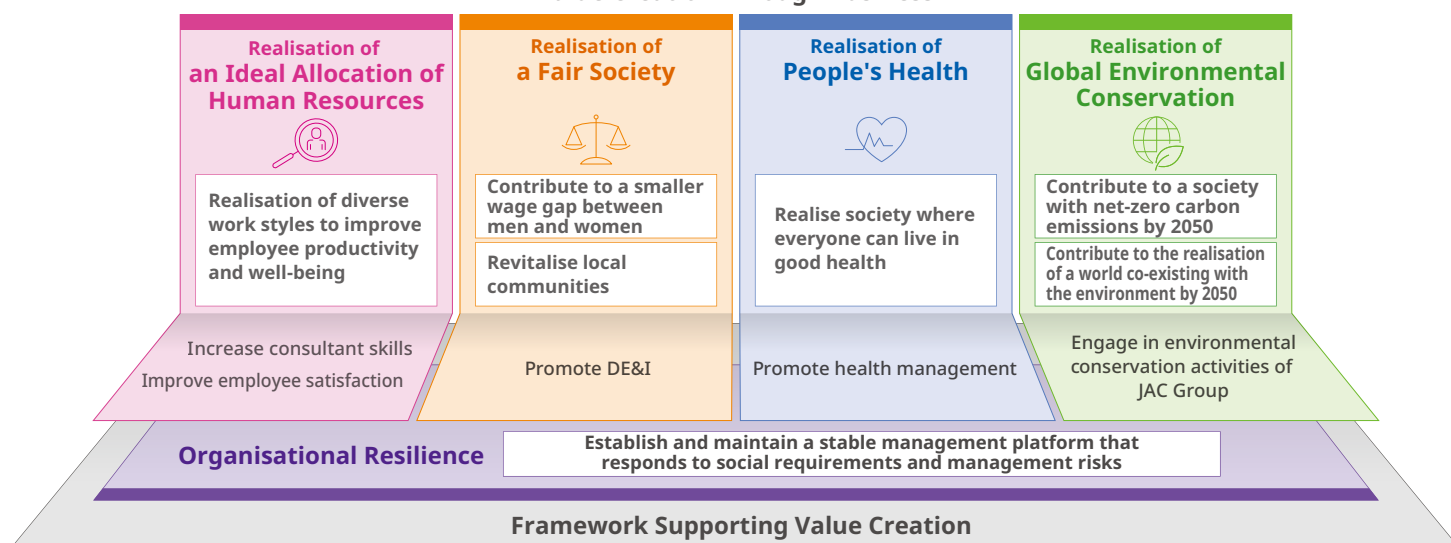 Realisation of
an Ideal Allocation of
Human Resources
Realisation of diverse
work styles to improve
employee productivity
and well-being
Increase consultant skills
Improve employee satisfaction
Realisation of
a Fair Society
Contribute to a smaller
wage gap between
men and women
Revitalise local
communities
Promote DE&I
Realisation of
People's Health
Realise society where
everyone can live in
good health
Promote health management
Realisation of
Global Environmental
Conservation
Contribute to a society
with net-zero carbon
emissions by 2050
Contribute to the realisation
of a world co-existing with
the environment by 2050
Engage in environmental
conservation activities of
JAC Group
Organisational Resilience
Establish and maintain a stable management platform that
responds to social requirements and management risks
Framework Supporting Value Creation